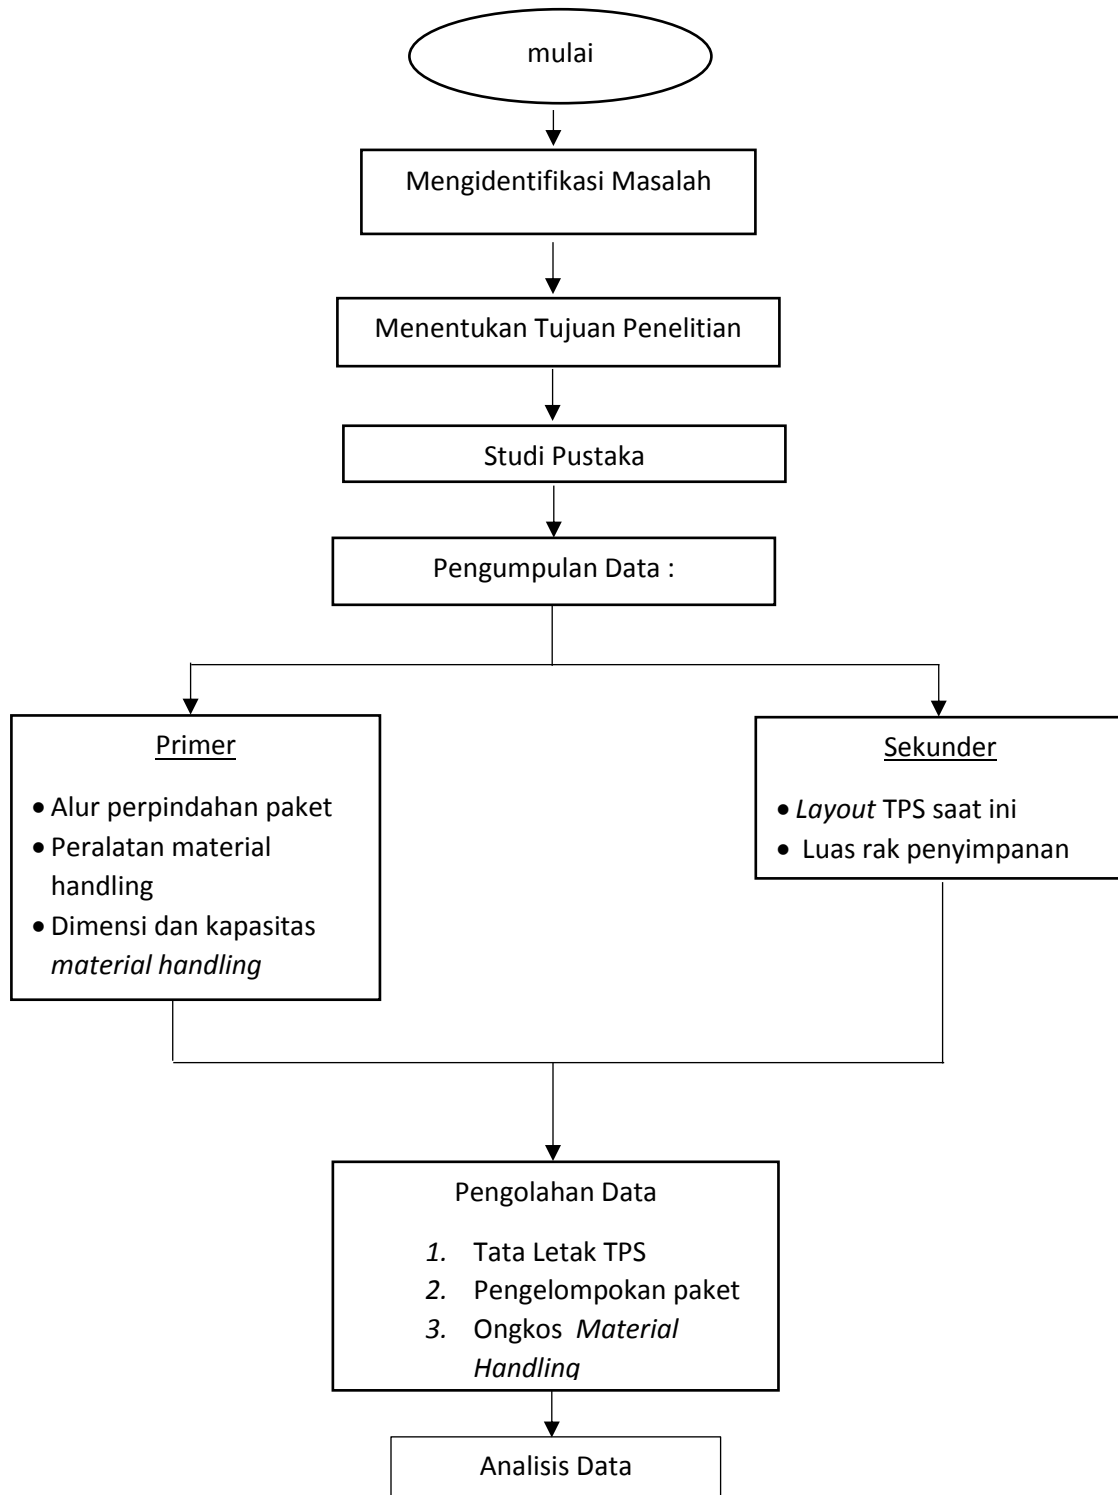 mulai
Mengidentifikasi Masalah
Menentukan Tujuan Penelitian
Studi Pustaka
Pengumpulan Data :
Primer
• Alur perpindahan paket
• Peralatan material
handling
• Dimensi dan kapasitas
material handling
Sekunder
• Layout TPS saat ini
• Luas rak penyimpanan
Pengolahan Data
1. Tata Letak TPS
2. Pengelompokan paket
3. Ongkos Material
Handling
Analisis Data